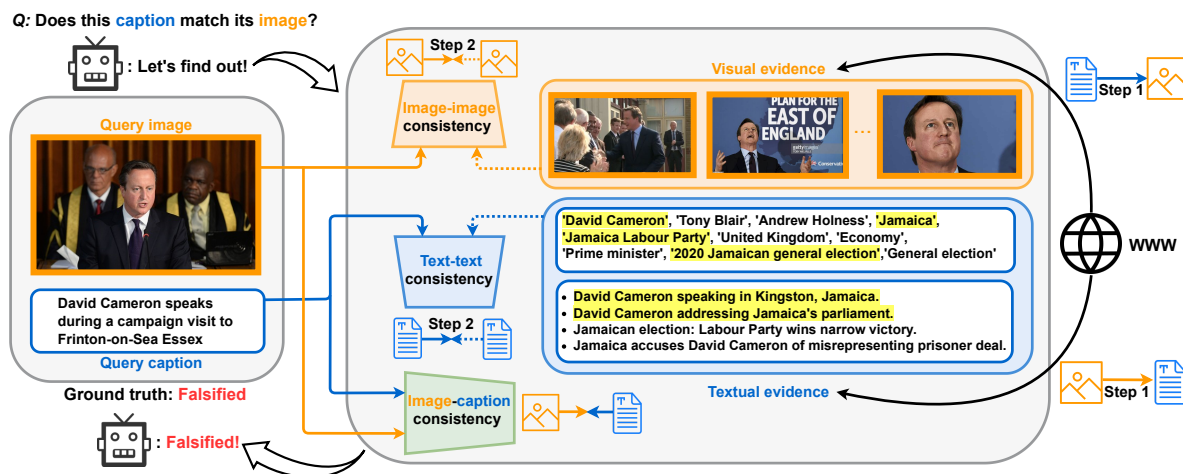 Q: Does this caption match its image?
: Let's find out!
Query image
David Cameron speaks
during a campaign visit to
Frinton-on-Sea Essex
Query caption
Ground truth: Falsified
: Falsified!
Step 2
Image-image
consistency
Visual evidence
PLAN FOR THE
EAST OF
ENGLAND
gettyimages
Conservati
...
Text-text
consistency
Step 2
'David Cameron', 'Tony Blair', 'Andrew Holness', 'Jamaica',
'Jamaica Labour Party', 'United Kingdom', 'Economy',
'Prime minister', '2020 Jamaican general election','General election'
• David Cameron speaking in Kingston, Jamaica.
• David Cameron addressing Jamaica's parliament.
• Jamaican election: Labour Party wins narrow victory.
• Jamaica accuses David Cameron of misrepresenting prisoner deal.
Textual evidence
Image-caption
consistency
T
Step 1
WWW
T
Step 1